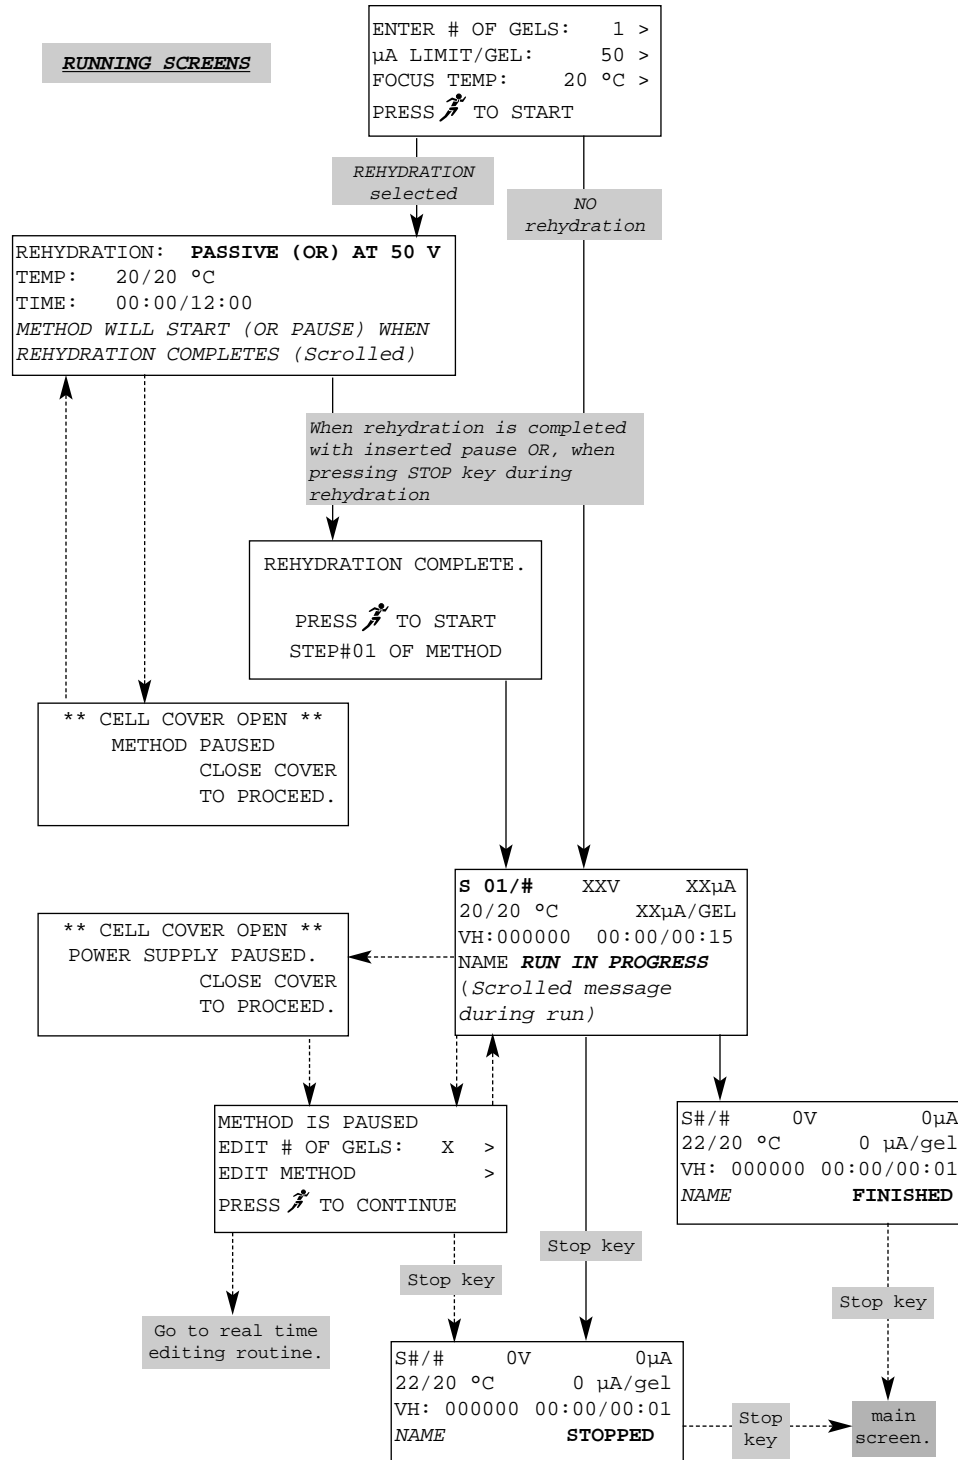 ENTER # OF GELS: 1 >
µA LIMIT/GEL: 50 >
FOCUS TEMP: 20 °C >
PRESS TO START
RUNNING SCREENS
REHYDRATION
selected
NO
rehydration
REHYDRATION: PASSIVE (OR) AT 50 V
TEMP: 20/20 °C
TIME: 00:00/12:00
METHOD WILL START (OR PAUSE) WHEN
REHYDRATION COMPLETES (Scrolled)
When rehydration is completed
with inserted pause OR, when
pressing STOP key during
rehydration
REHYDRATION COMPLETE.
PRESS TO START
STEP#01 OF METHOD
** CELL COVER OPEN **
METHOD PAUSED
CLOSE COVER
TO PROCEED.
S 01/# XXV XXµA
20/20 °C XXµA/GEL
VH:000000 00:00/00:15
NAME RUN IN PROGRESS
(Scrolled message
during run)
** CELL COVER OPEN **
POWER SUPPLY PAUSED.
CLOSE COVER
TO PROCEED.
METHOD IS PAUSED
EDIT # OF GELS: X >
EDIT METHOD >
PRESS TO CONTINUE
S#/# 0V 0µA
22/20 °C 0 µA/gel
VH: 000000 00:00/00:01
NAME FINISHED
Stop key
Stop key
Stop key
Go to real time
editing routine.
S#/# 0V 0µA
22/20 °C 0 µA/gel
VH: 000000 00:00/00:01
NAME STOPPED
Stop
key
main
screen.